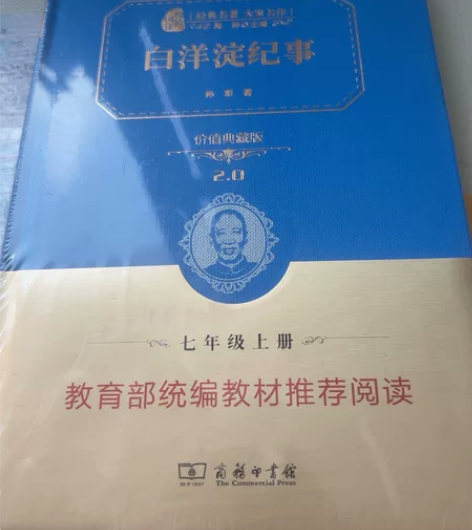 经典名著 大家名作
白洋淀纪事
孙犁 著
价值典藏版
2.0
七年级上册
教育部统编教材推荐阅读
商务印书馆
The Commercial Press